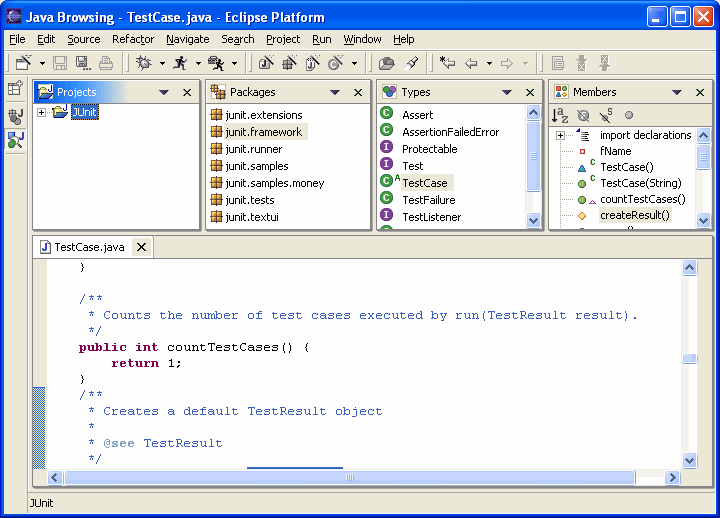 Java Browsing - TestCase.java - Eclipse Platform
File Edit Source Refactor Navigate Search Project Run Window Help
Projects
JUnit
Packages
junit.extensions
junit.framework
junit.runner
junit.samples
junit.samples.money
junit.tests
junit.textui
Types
Assert
AssertionFailedError
Protectable
Test
TestCase
TestFailure
TestListener
Members
import declarations
fName
TestCase()
TestCase(String)
countTestCases()
createResult()
TestCase.java
}
/**
* Counts the number of test cases executed by run(TestResult result).
*/
public int countTestCases() {
return 1;
}
/**
* Creates a default TestResult object
*
* @see TestResult
*/
JUnit